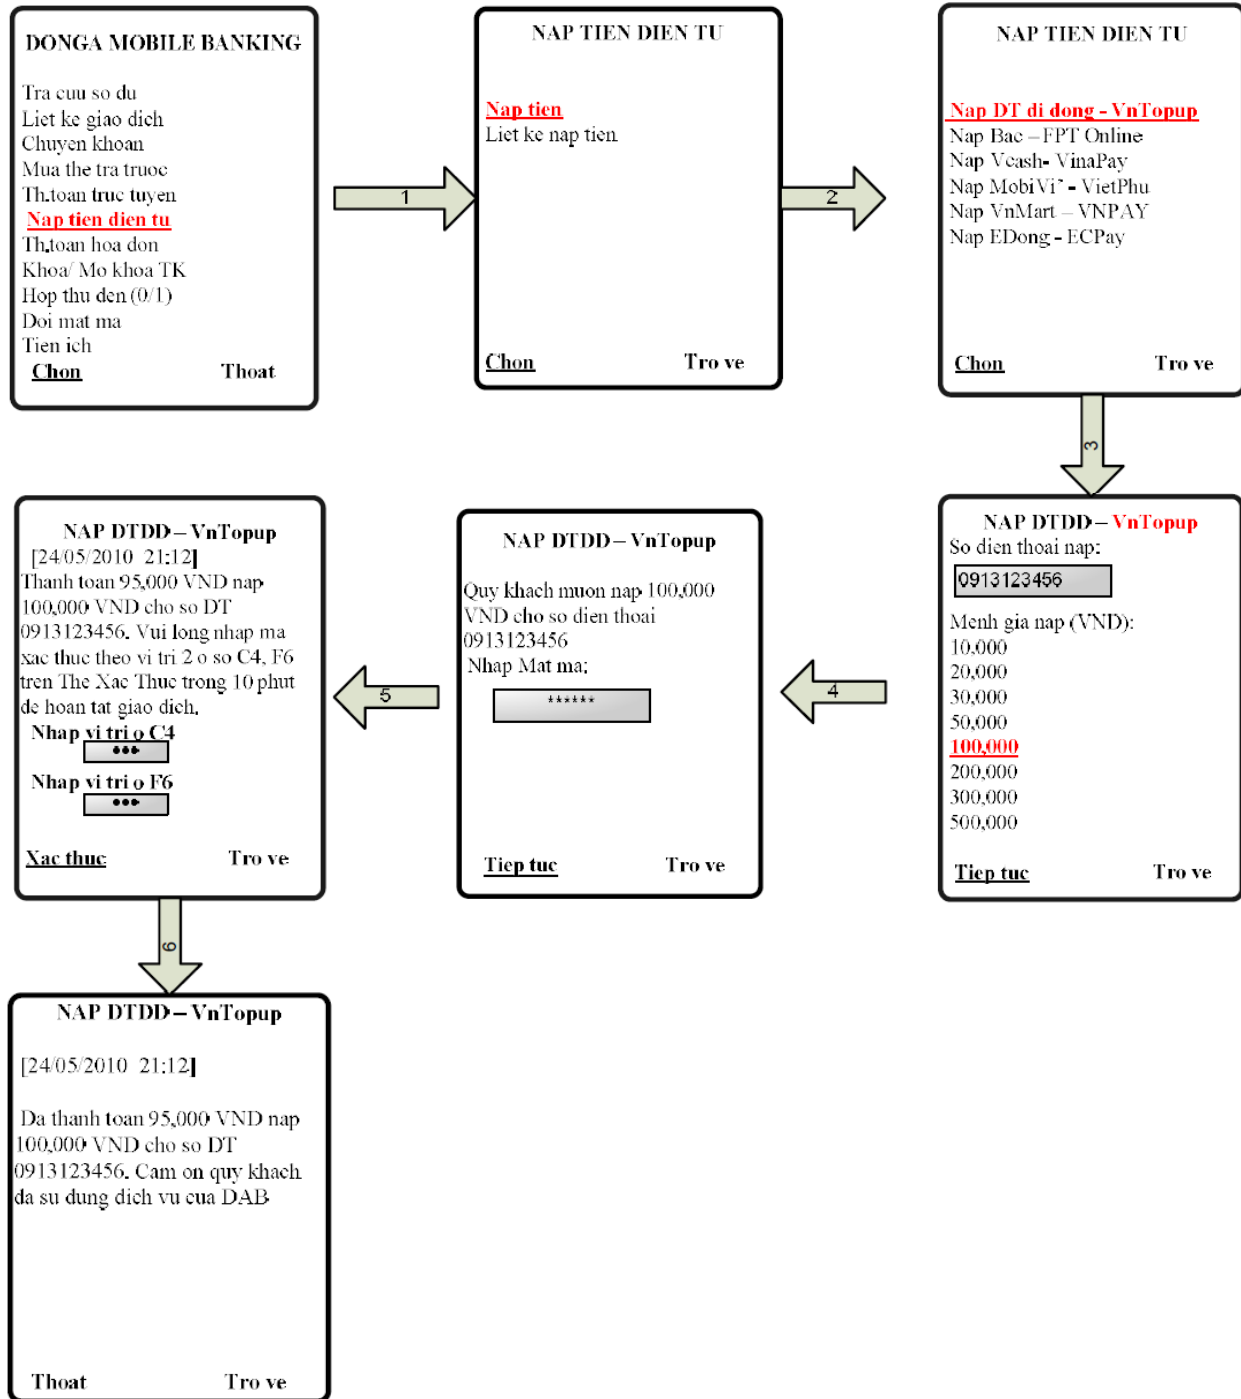 DONGA MOBILE BANKING
Tra cuu so du
Liet ke giao dich
Chuyen khoan
Mua the tra truoc
Th.toan truc tuyen
Nap tien dien tu
Th.toan hoa don
Khoa/ Mo khoa TK
Hop thu den (0/1)
Doi mat ma
Tien ich
Chon Thoat
1
NAP TIEN DIEN TU
Nap tien
Liet ke nap tien
Chon Tro ve
2
NAP TIEN DIEN TU
Nap DT di dong - VnTopup
Nap Bac – FPT Online
Nap Vcash- VinaPay
Nap MobiVi - VietPhu
Nap VnMart – VNPAY
Nap EDong - ECPay
Chon Tro ve
3
NAP DTDD – VnTopup
So dien thoai nap:
0913123456
Menh gia nap (VND):
10,000
20,000
30,000
50,000
100,000
200,000
300,000
500,000
Tiep tuc Tro ve
4
NAP DTDD – VnTopup
Quy khach muon nap 100,000
VND cho so dien thoai
0913123456
Nhap Mat ma:
******
Tiep tuc Tro ve
5
NAP DTDD – VnTopup
[24/05/2010 21:12]
Thanh toan 95,000 VND nap
100,000 VND cho so DT
0913123456. Vui long nhap ma
xac thuc theo vi tri 2 o so C4, F6
tren The Xac Thuc trong 10 phut
de hoan tat giao dich.
Nhap vi tri o C4
•••
Nhap vi tri o F6
•••
Xac thuc Tro ve
6
NAP DTDD – VnTopup
[24/05/2010 21:12]
Da thanh toan 95,000 VND nap
100,000 VND cho so DT
0913123456. Cam on quy khach
da su dung dich vu cua DAB
Thoat Tro ve